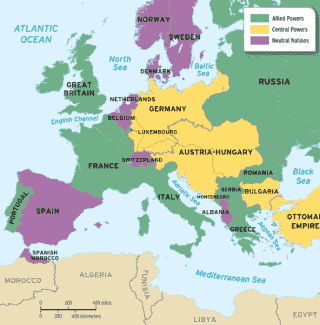 NORWAY
SWEDEN
Allied Powers
Central Powers
Neutral Nations
ATLANTIC
OCEAN
North
Sea
DENMARK
Baltic
Sea
RUSSIA
GREAT
BRITAIN
NETHERLANDS
GERMANY
English Channel
BELGIUM
LUXEMBOURG
AUSTRIA-HUNGARY
FRANCE
SWITZERLAND
ROMANIA
Black
Sea
PORTUGAL
SPAIN
ITALY
Adriatic Sea
SERBIA
BULGARIA
MONTENEGRO
ALBANIA
GREECE
Aegean Sea
OTTOMAN
EMPIRE
SPANISH
MOROCCO
Mediterranean Sea
MOROCCO
ALGERIA
TUNISIA
LIBYA
EGYPT
0 200 400 miles
0 200 400 kilometers